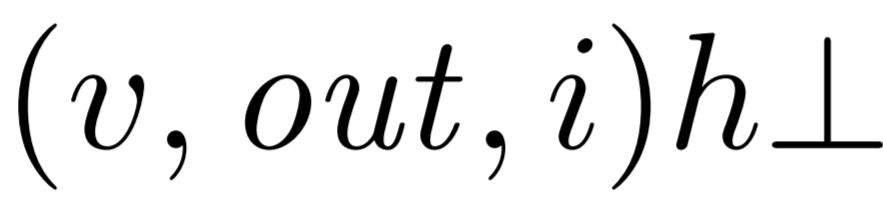 (v, out, i)h⊥